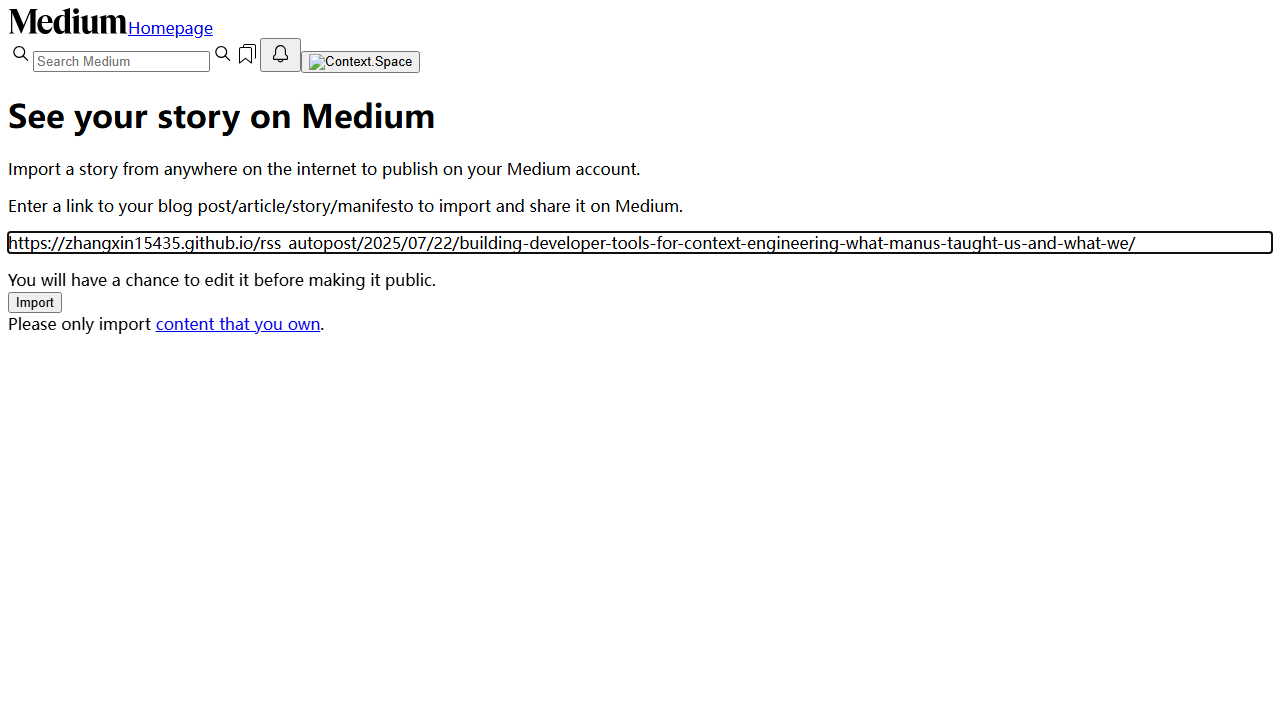 Medium Homepage
Search Medium Context.Space
See your story on Medium
Import a story from anywhere on the internet to publish on your Medium account.
Enter a link to your blog post/article/story/manifesto to import and share it on Medium.
https://zhangxin15435.github.io/rss_autopost/2025/07/22/building-developer-tools-for-context-engineering-what-manus-taught-us-and-what-we/
You will have a chance to edit it before making it public.
Import
Please only import content that you own.